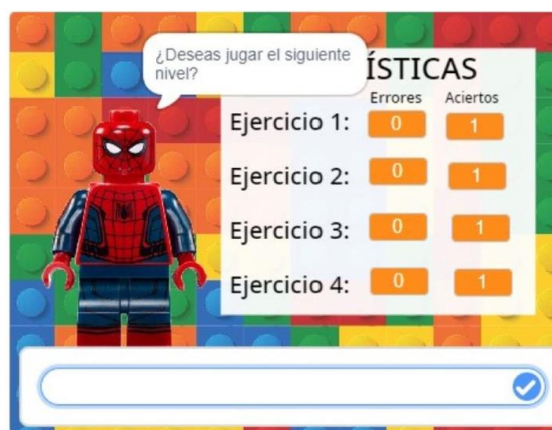 ¿Deseas jugar el siguiente
nivel?
ÍSTICAS
Errores Aciertos
Ejercicio 1: 0 1
Ejercicio 2: 0 1
Ejercicio 3: 0 1
Ejercicio 4: 0 1